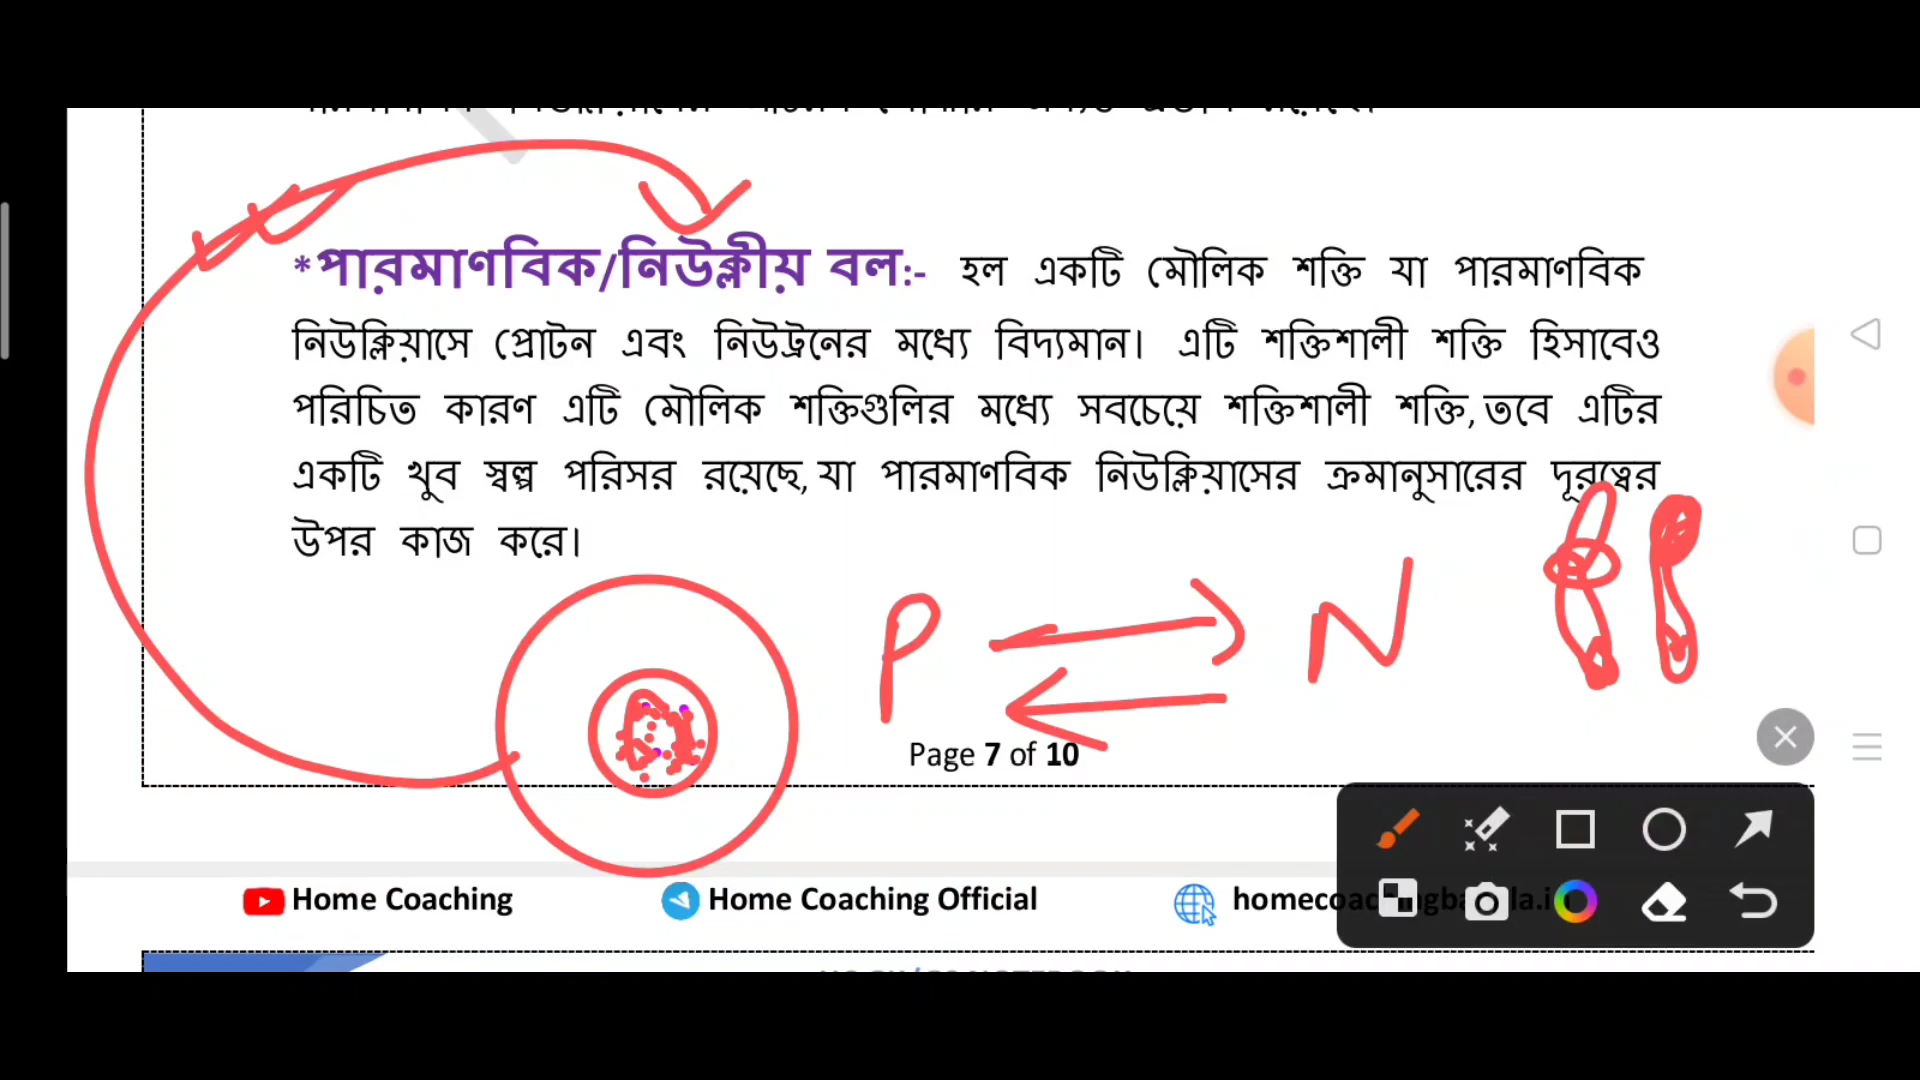 *পারমাণবিক/নিউক্লীয় বল:- হল একটি মৌলিক শক্তি যা পারমাণবিক
নিউক্লিয়াসে প্রোটন এবং নিউট্রনের মধ্যে বিদ্যমান। এটি শক্তিশালী শক্তি হিসাবেও
পরিচিত কারণ এটি মৌলিক শক্তিগুলির মধ্যে সবচেয়ে শক্তিশালী শক্তি, তবে এটির
একটি খুব স্বল্প পরিসর রয়েছে, যা পারমাণবিক নিউক্লিয়াসের ক্রমানুসারের দূরত্বের
উপর কাজ করে।
P N
Page 7 of 10
Home Coaching Home Coaching Official